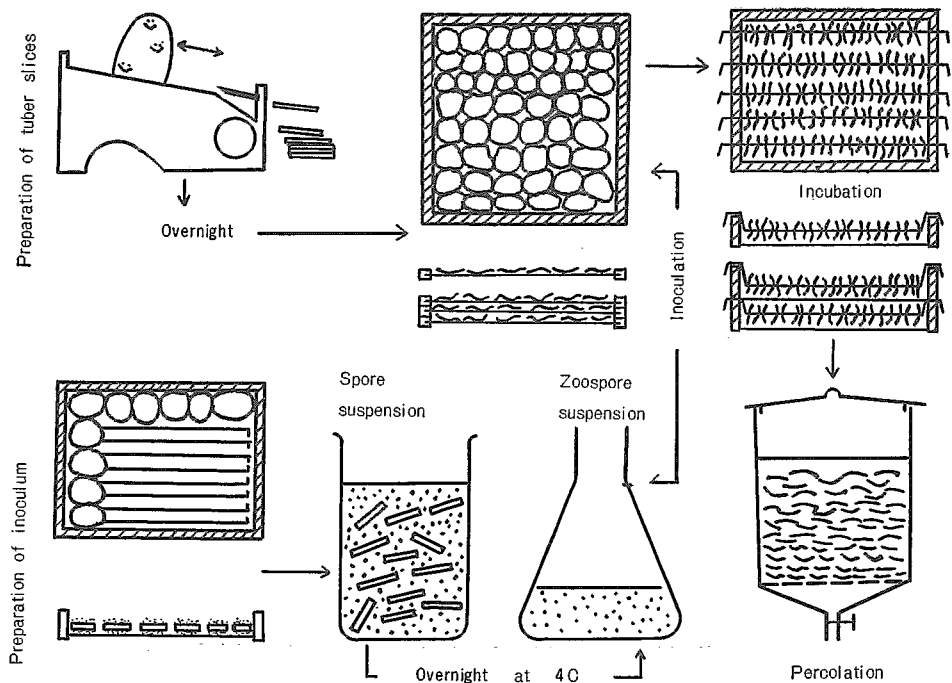 Preparation of tuber slices
Overnight
Inoculation
Incubation
Preparation of inoculum
Spore
suspension
Zoospore
suspension
Overnight at 4C
Percolation